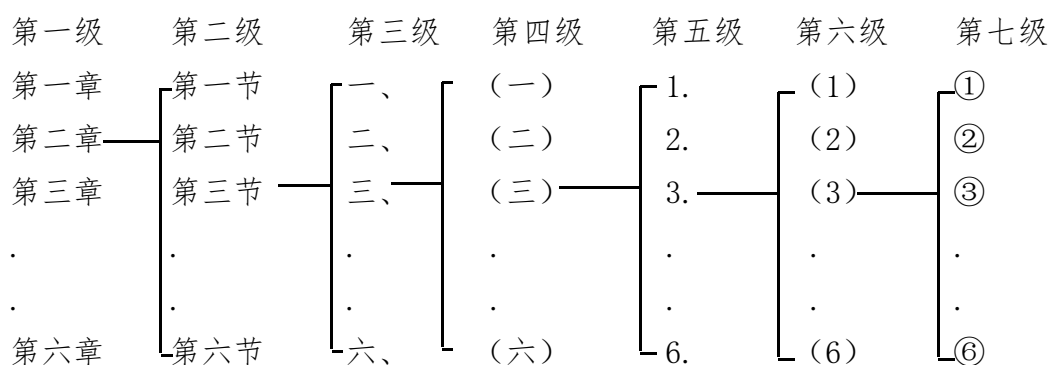 第一级 第二级 第三级 第四级 第五级 第六级 第七级
第一章 第一节 一、 （一） 1. （1） ①
第二章 第二节 二、 （二） 2. （2） ②
第三章 第三节 三、 （三） 3. （3） ③
. . . . . . .
. . . . . . .
第六章 第六节 六、 （六） 6. （6） ⑥